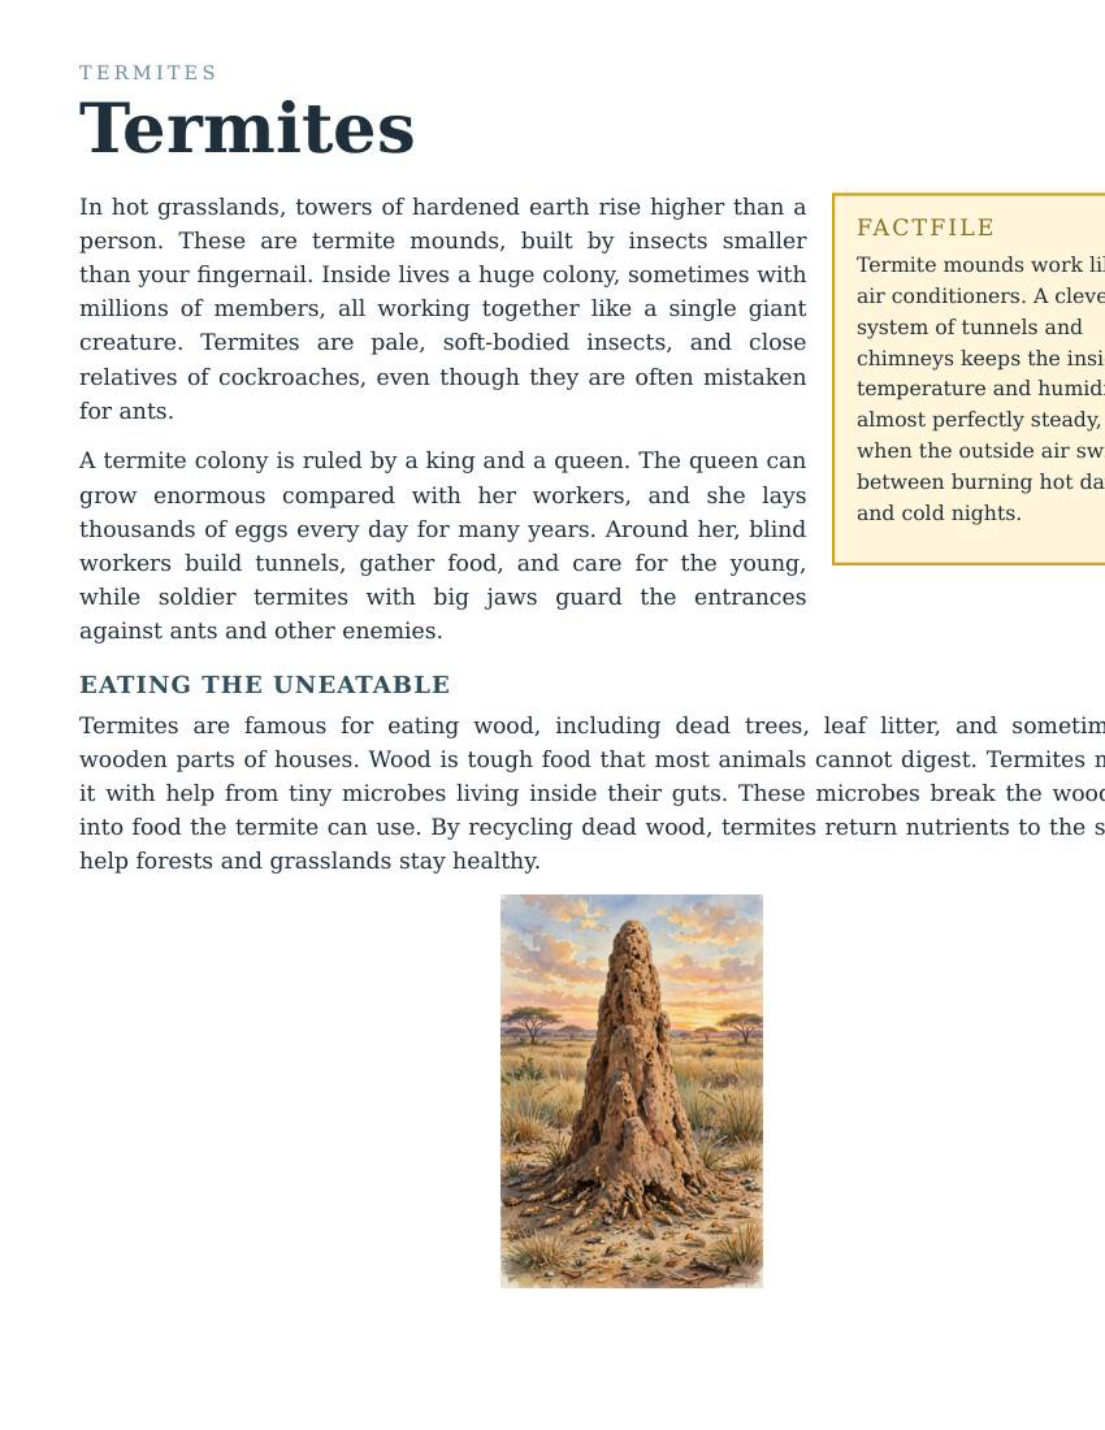 TERMITES
Termites
In hot grasslands, towers of hardened earth rise higher than a
person. These are termite mounds, built by insects smaller
than your fingernail. Inside lives a huge colony, sometimes with
millions of members, all working together like a single giant
creature. Termites are pale, soft-bodied insects, and close
relatives of cockroaches, even though they are often mistaken
for ants.
A termite colony is ruled by a king and a queen. The queen can
grow enormous compared with her workers, and she lays
thousands of eggs every day for many years. Around her, blind
workers build tunnels, gather food, and care for the young,
while soldier termites with big jaws guard the entrances
against ants and other enemies.
FACTFILE
Termite mounds work
air conditioners. A
system of tunnels and
chimneys keeps the
temperature and
almost perfectly steady,
when the outside air
between burning hot
and cold nights.
EATING THE UNEATABLE
Termites are famous for eating wood, including dead trees, leaf litter, and
wooden parts of houses. Wood is tough food that most animals cannot digest. Termites
it with help from tiny microbes living inside their guts. These microbes break the
into food the termite can use. By recycling dead wood, termites return nutrients to the
help forests and grasslands stay healthy.